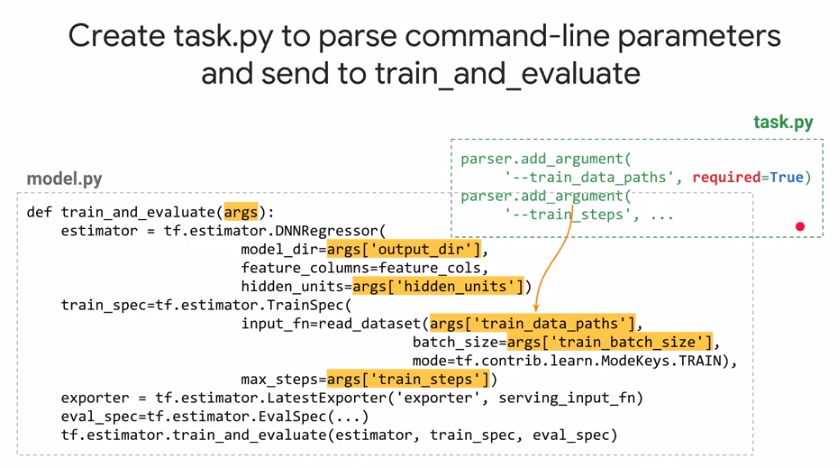 Create task.py to parse command-line parameters
and send to train_and_evaluate
task.py
parser.add_argument(
'--train_data_paths', required=True)
parser.add_argument(
'--train_steps', ...
model.py
def train_and_evaluate(args):
estimator = tf.estimator.DNNRegressor(
model_dir=args['output_dir'],
feature_columns=feature_cols,
hidden_units=args['hidden_units'])
train_spec=tf.estimator.TrainSpec(
input_fn=read_dataset(args['train_data_paths'],
batch_size=args['train_batch_size'],
mode=tf.contrib.learn.ModeKeys.TRAIN),
max_steps=args['train_steps'])
exporter = tf.estimator.LatestExporter('exporter', serving_input_fn)
eval_spec=tf.estimator.EvalSpec(...)
tf.estimator.train_and_evaluate(estimator, train_spec, eval_spec)